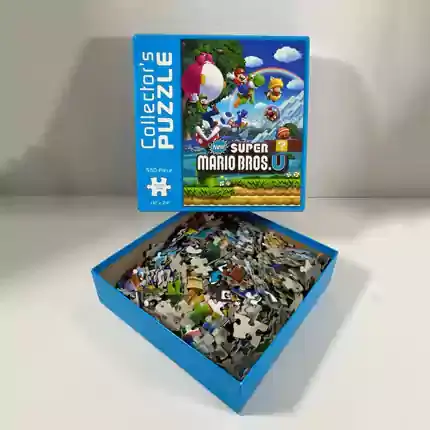 Collector's
PUZZLE
550 Piece
18" x 24"
New
SUPER
MARIO BROS. U
?